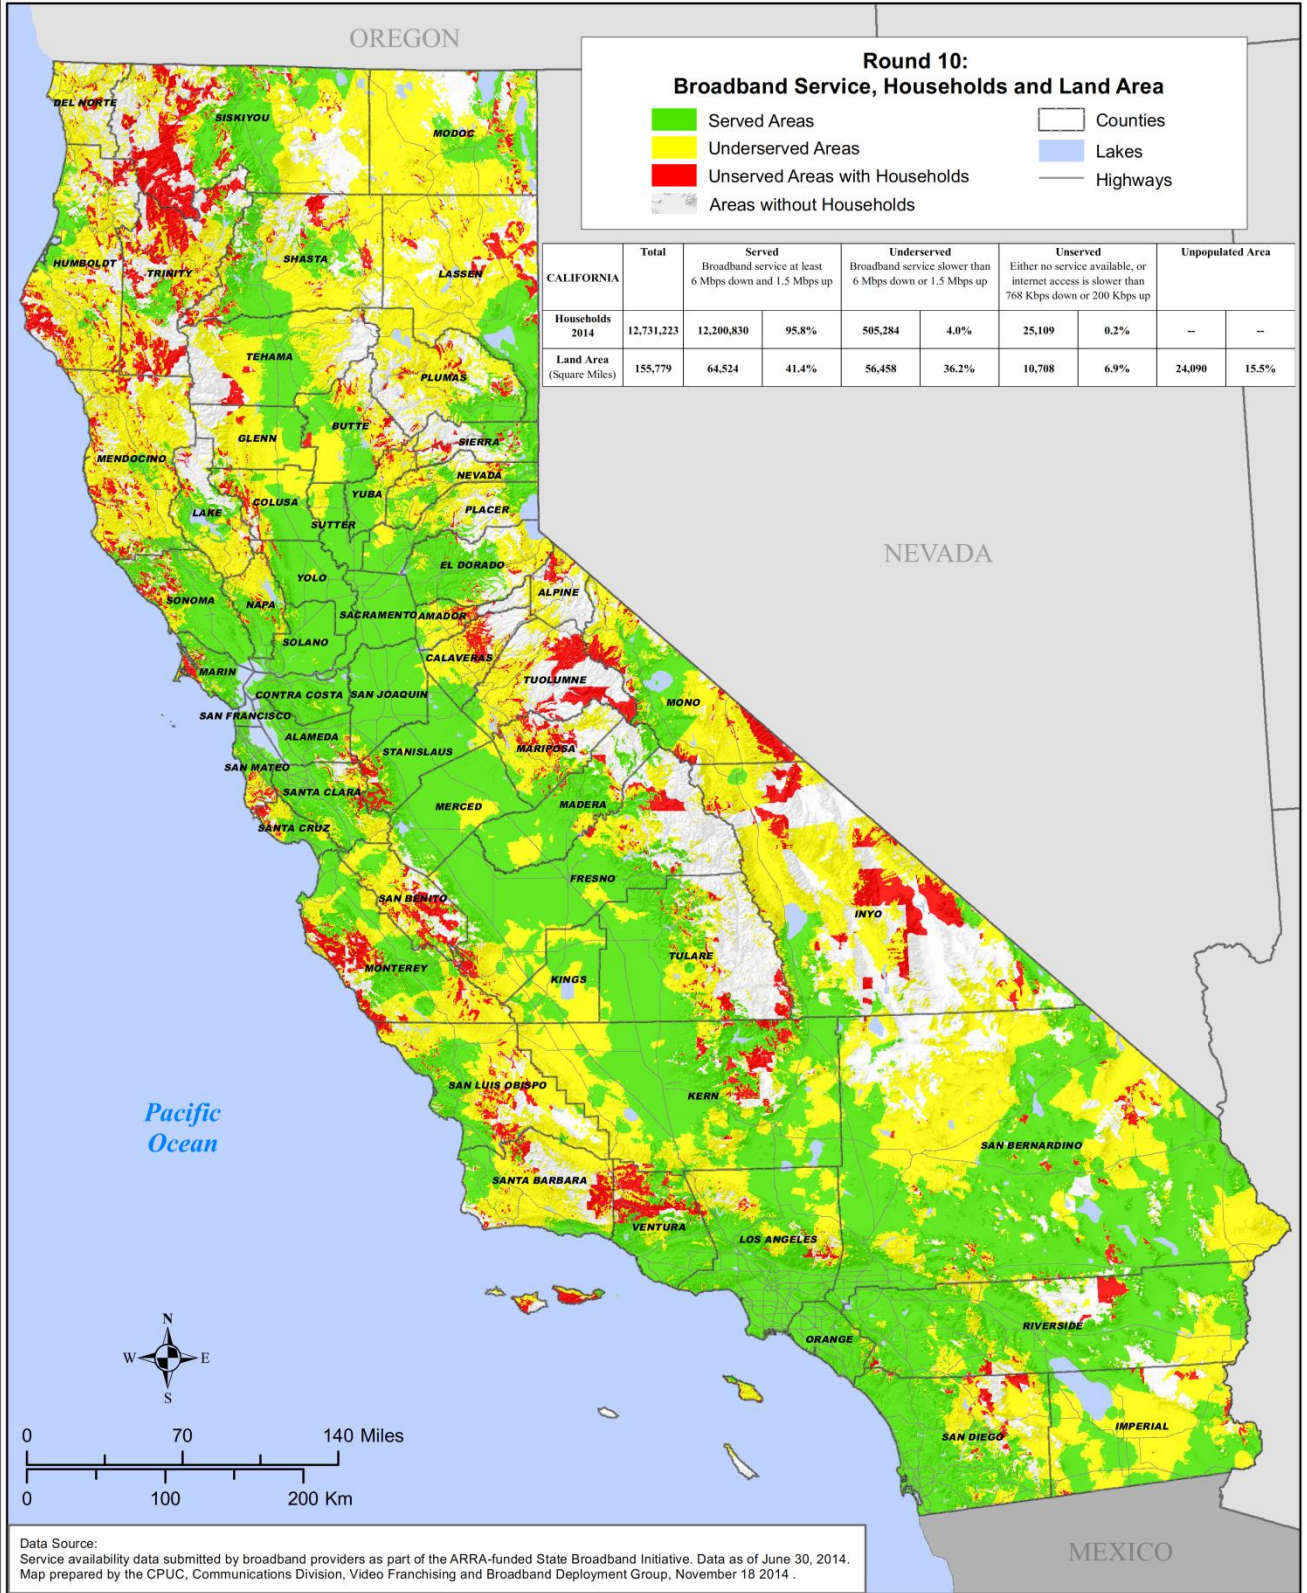 OREGON
Round 10:
Broadband Service, Households and Land Area
Served Areas
Underserved Areas
Unserved Areas with Households
Areas without Households
Counties
Lakes
Highways
CALIFORNIA
Total
Served
Broadband service at least
6 Mbps down and 1.5 Mbps up
Underserved
Broadband service slower than
6 Mbps down or 1.5 Mbps up
Unserved
Either no service available, or
internet access is slower than
768 Kbps down or 200 Kbps up
Unpopulated Area
Households
2014
12,731,223
12,200,830
95.8%
505,284
4.0%
25,109
0.2%
--
--
Land Area
(Square Miles)
155,779
64,524
41.4%
56,458
36.2%
10,708
6.9%
24,090
15.5%
DEL NORTE
SISKIYOU
MODOC
HUMBOLDT
TRINITY
SHASTA
LASSEN
TEHAMA
PLUMAS
BUTTE
GLENN
SIERRA
MENDOCINO
NEVADA
YUBA
COLUSA
LAKE
PLACER
SUTTER
NEVADA
EL DORADO
YOLO
ALPINE
SONOMA
NAPA
SACRAMENTO
AMADOR
SOLANO
CALAVERAS
MARIN
TUOLUMNE
CONTRA COSTA
SAN JOAQUIN
MONO
SAN FRANCISCO
ALAMEDA
STANISLAUS
MARIPOSA
SAN MATEO
SANTA CLARA
MERCED
MADERA
SANTA CRUZ
FRESNO
SAN BENITO
INYO
TULARE
MONTEREY
KINGS
SAN LUIS OBISPO
KERN
Pacific
Ocean
SAN BERNARDINO
SANTA BARBARA
VENTURA
LOS ANGELES
RIVERSIDE
ORANGE
IMPERIAL
SAN DIEGO
N
W
E
S
0 70 140 Miles
0 100 200 Km
MEXICO
Data Source:
Service availability data submitted by broadband providers as part of the ARRA-funded State Broadband Initiative. Data as of June 30, 2014.
Map prepared by the CPUC, Communications Division, Video Franchising and Broadband Deployment Group, November 18 2014 .